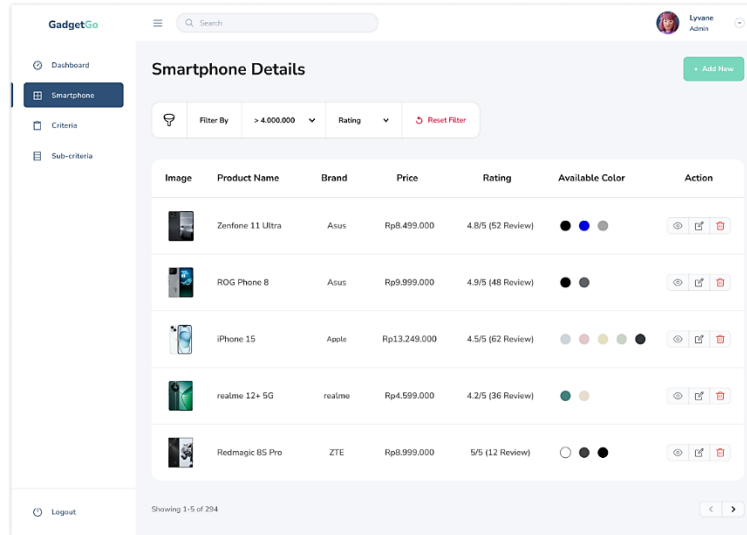 GadgetGo
Search
Lyvane
Admin
Dashboard
Smartphone
Criteria
Sub-criteria
Logout
Smartphone Details
+ Add New
Filter By > 4.000.000 Rating Reset Filter
Image Product Name Brand Price Rating Available Color Action
Zenfone 11 Ultra Asus Rp8.499.000 4.8/5 (52 Review)
ROG Phone 8 Asus Rp9.999.000 4.9/5 (48 Review)
iPhone 15 Apple Rp13.249.000 4.5/5 (62 Review)
realme 12+ 5G realme Rp4.599.000 4.2/5 (36 Review)
Redmagic 8S Pro ZTE Rp8.999.000 5/5 (12 Review)
Showing 1-5 of 294